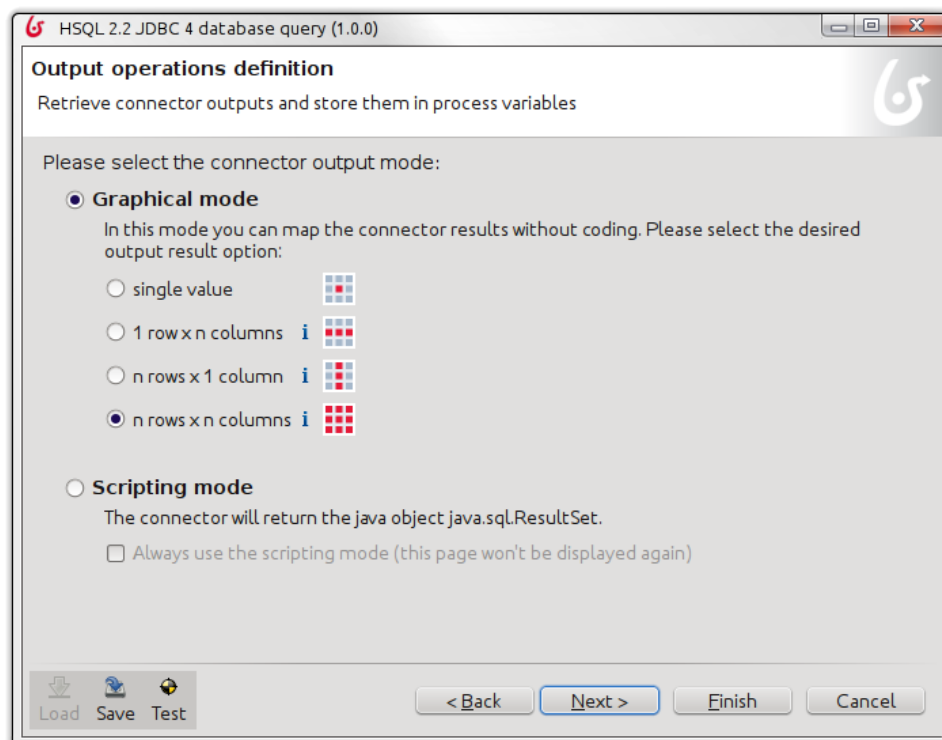 HSQL 2.2 JDBC 4 database query (1.0.0)
Output operations definition
Retrieve connector outputs and store them in process variables
Please select the connector output mode:
Graphical mode
In this mode you can map the connector results without coding. Please select the desired
output result option:
single value
1 row x n columns i
n rows x 1 column i
n rows x n columns i
Scripting mode
The connector will return the java object java.sql.ResultSet.
Always use the scripting mode (this page won't be displayed again)
Load Save Test
< Back Next > Finish Cancel